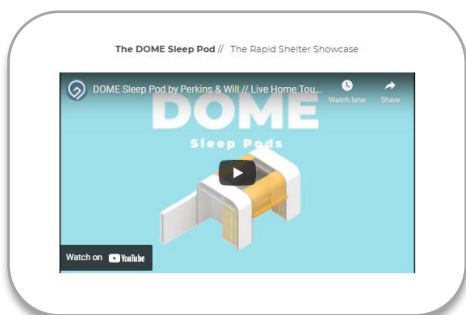 The DOME Sleep Pod // The Rapid Shelter Showcase
DOME Sleep Pod by Perkins & Will // Live Home Tou...
Watch later
Share
DOME
Sleep Pods
Watch on YouTube